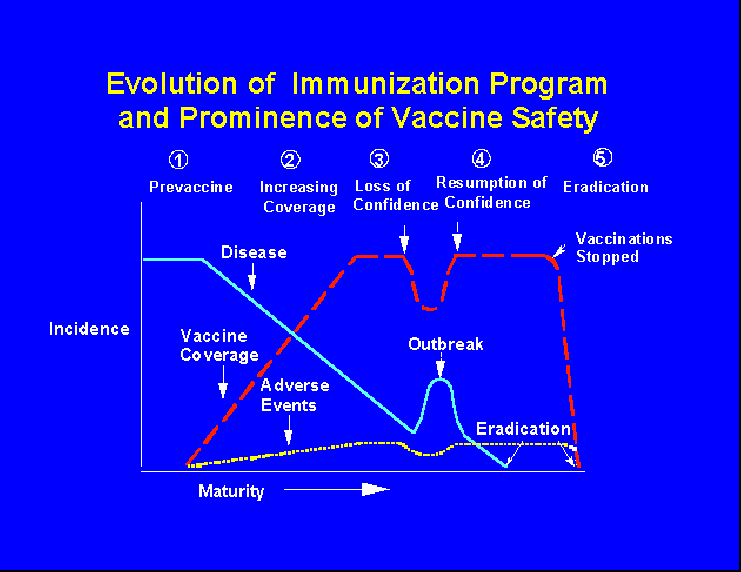 Evolution of Immunization Program
and Prominence of Vaccine Safety
① ② ③ ④ ⑤
Prevaccine
Increasing
Coverage
Loss of
Confidence
Resumption of
Confidence
Eradication
Disease
Vaccinations
Stopped
Incidence
Vaccine
Coverage
Outbreak
Adverse
Events
Eradication
Maturity